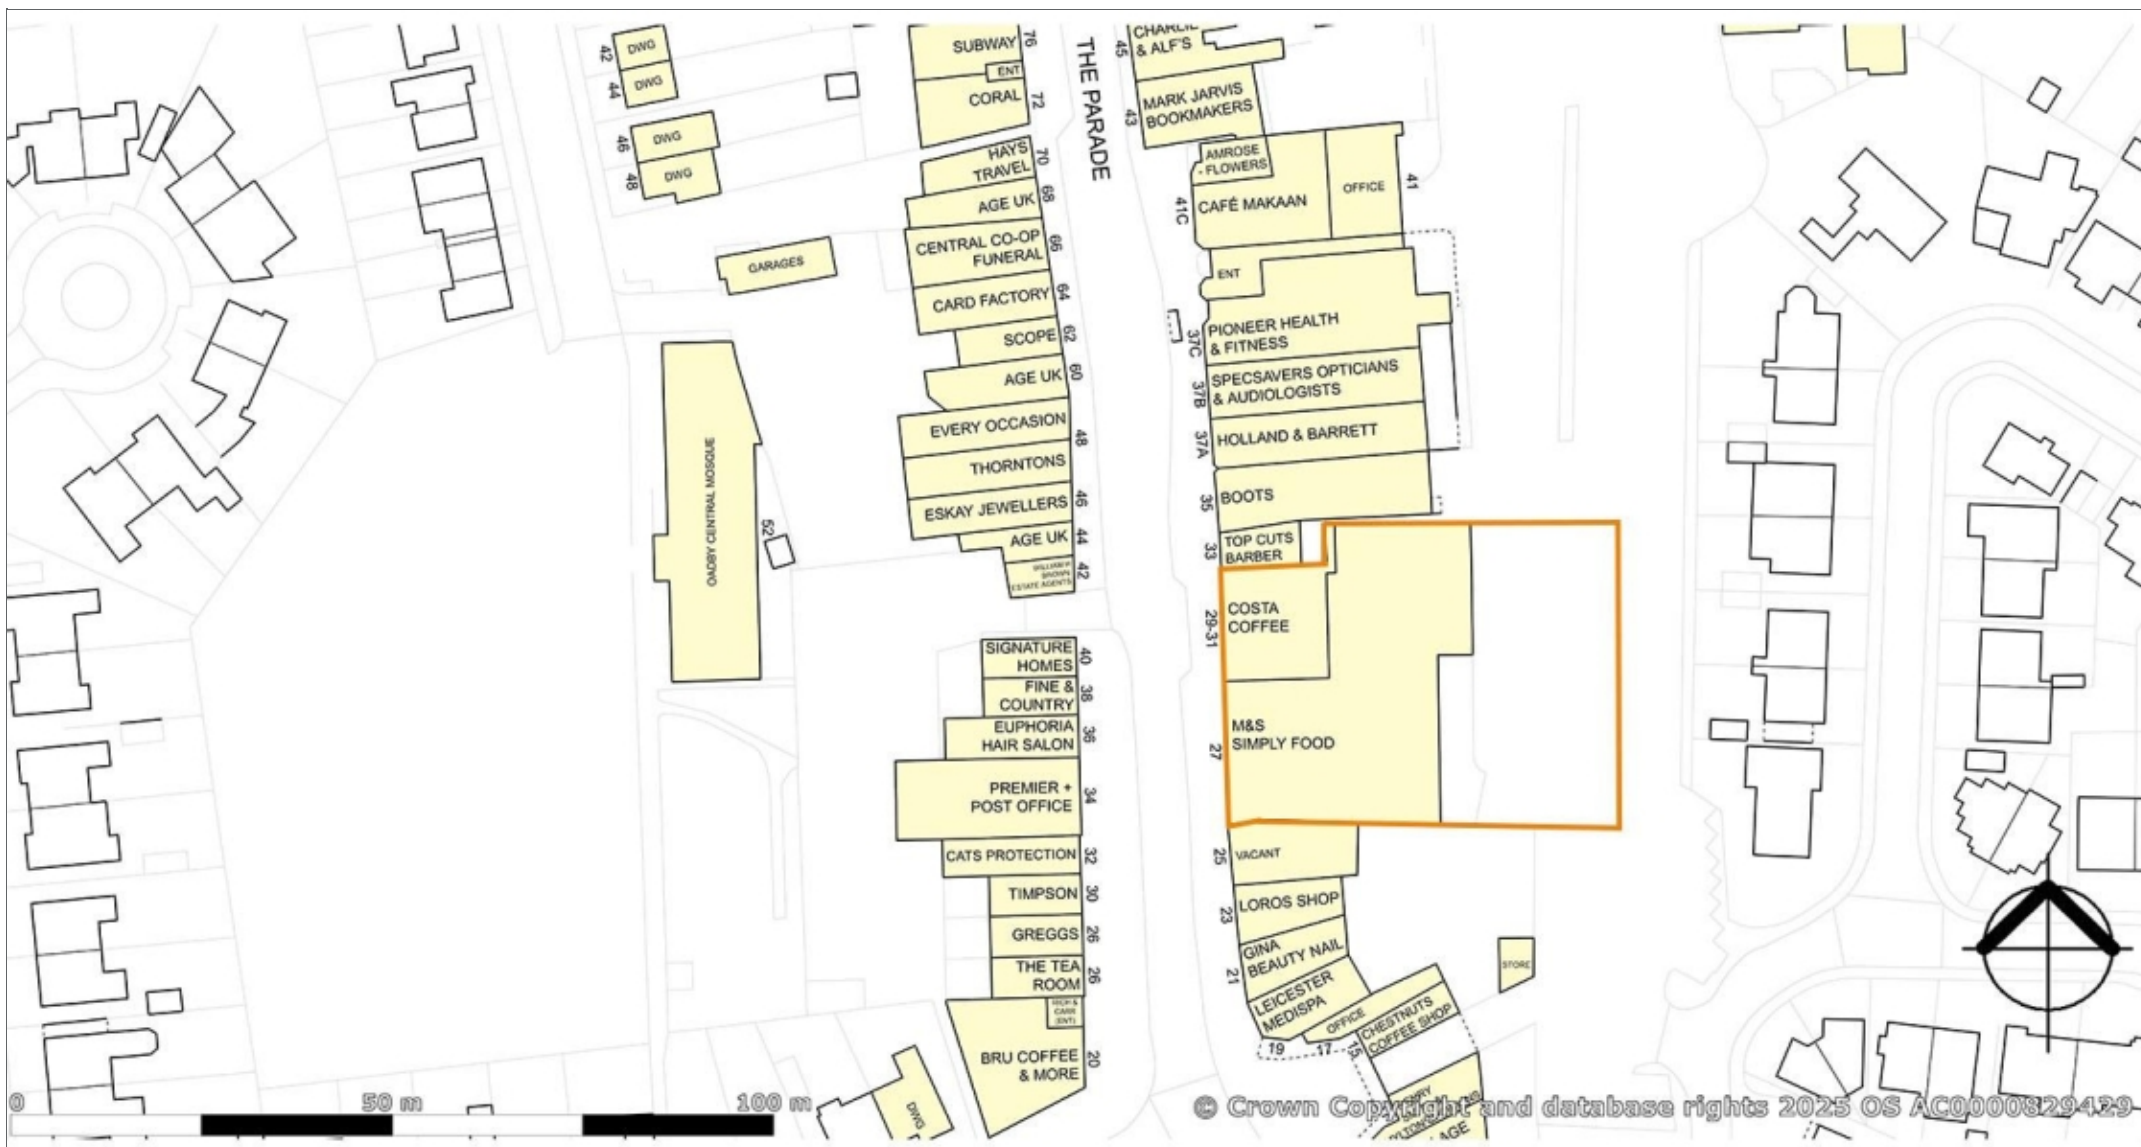 42
DWG
44
DWG
46
DWG
48
DWG
GARAGES
OADBY CENTRAL MOSQUE
52
SUBWAY
76
ENT
CORAL
72
HAYS
TRAVEL
70
AGE UK
68
CENTRAL CO-OP
FUNERAL
66
CARD FACTORY
64
SCOPE
62
AGE UK
60
EVERY OCCASION
48
THORNTONS
ESKAY JEWELLERS
46
AGE UK
44
BROWN
ESTATE AGENTS
42
SIGNATURE
HOMES
40
FINE &
COUNTRY
38
EUPHORIA
HAIR SALON
36
PREMIER +
POST OFFICE
34
CATS PROTECTION
32
TIMPSON
30
GREGGS
26
THE TEA
ROOM
26
RICH &
CARR
(ENT)
BRU COFFEE
& MORE
20
DWG
THE PARADE
45
CHARLIE
& ALF'S
43
MARK JARVIS
BOOKMAKERS
AMROSE
- FLOWERS
41C
CAFÉ MAKAAN
OFFICE
41
ENT
37C
PIONEER HEALTH
& FITNESS
37B
SPECSAVERS OPTICIANS
& AUDIOLOGISTS
37A
HOLLAND & BARRETT
35
BOOTS
33
TOP CUTS
BARBER
29-31
COSTA
COFFEE
27
M&S
SIMPLY FOOD
25
VACANT
23
LOROS SHOP
21
GINA
BEAUTY NAIL
LEICESTER
MEDISPA
19
OFFICE
17
15
CHESTNUTS
COFFEE SHOP
STORE
0
50 m
100 m
© Crown Copyright and database rights 2025 OS AC0000829429